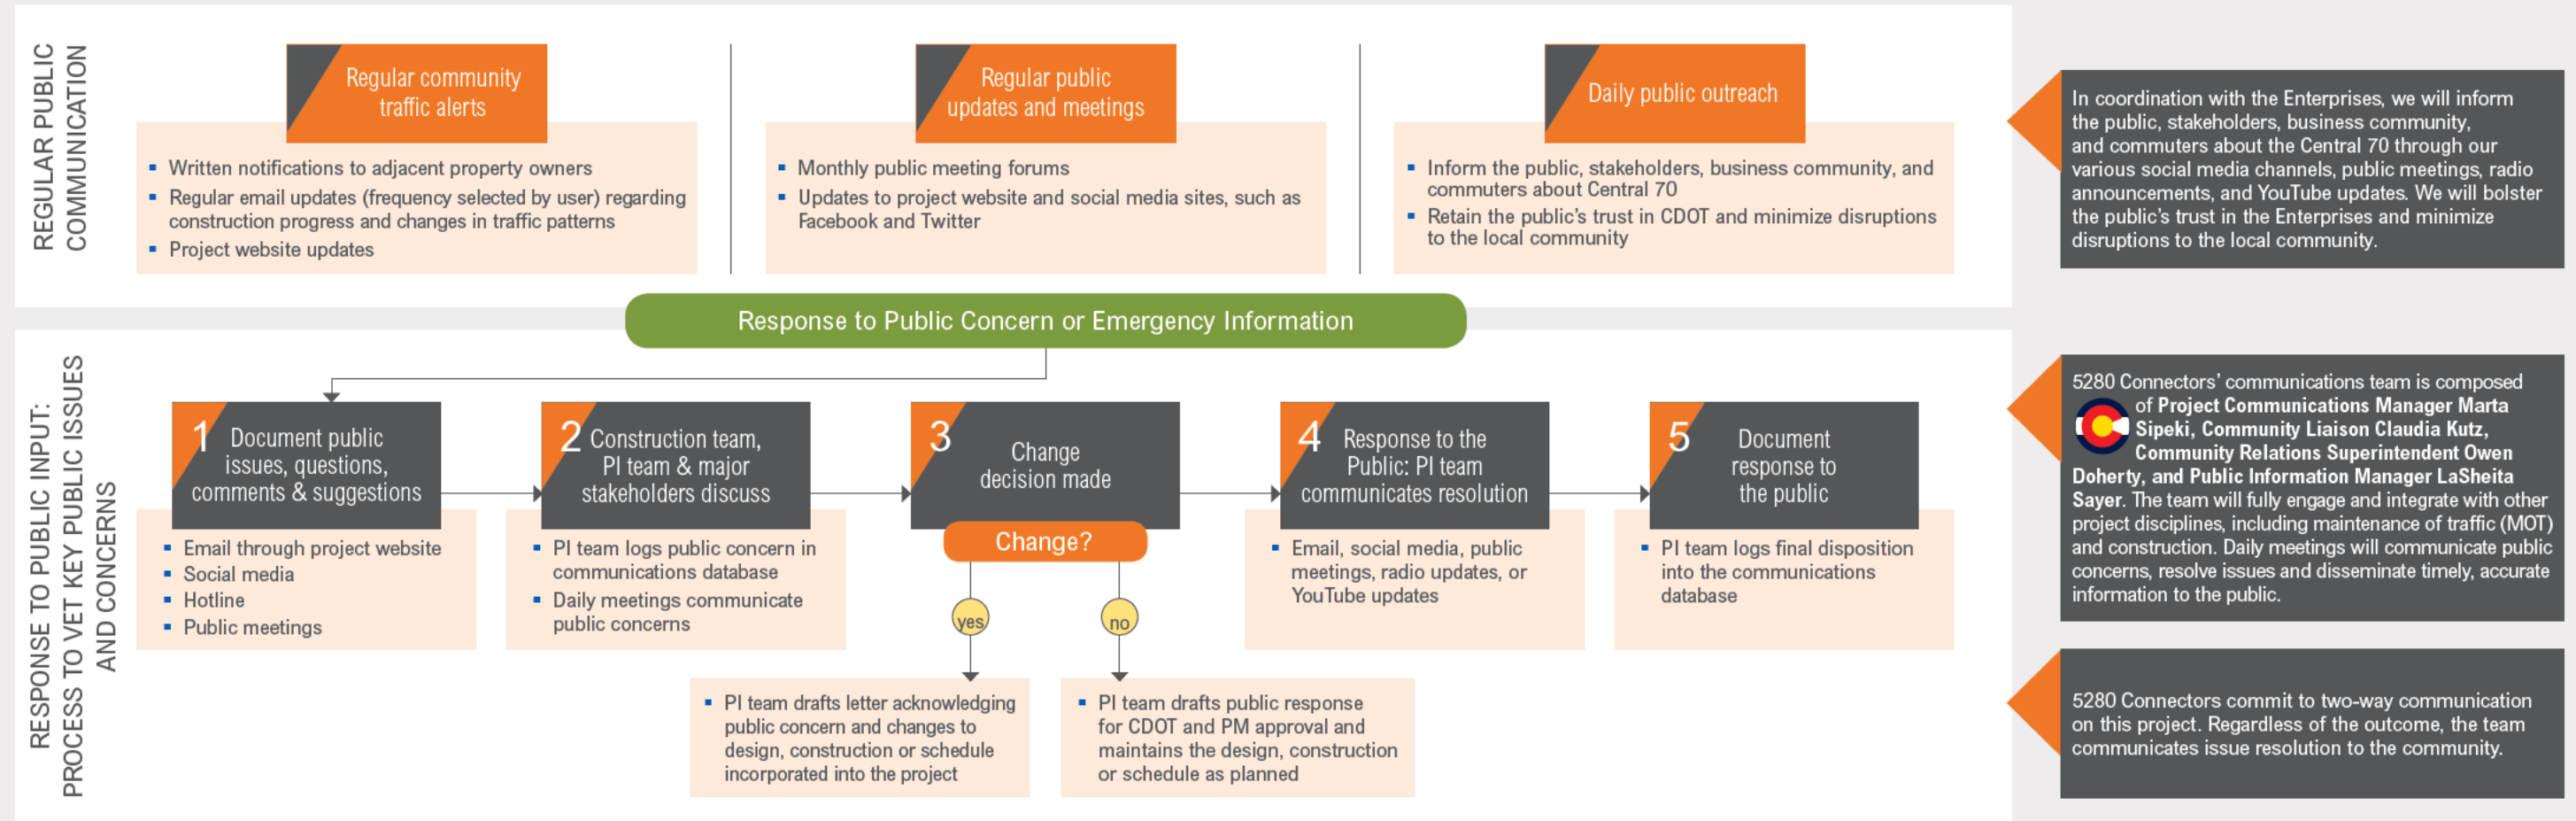 REGULAR PUBLIC
COMMUNICATION
Regular community
traffic alerts
▪ Written notifications to adjacent property owners
▪ Regular email updates (frequency selected by user) regarding
construction progress and changes in traffic patterns
▪ Project website updates
Regular public
updates and meetings
▪ Monthly public meeting forums
▪ Updates to project website and social media sites, such as
Facebook and Twitter
Daily public outreach
▪ Inform the public, stakeholders, business community, and
commuters about Central 70
▪ Retain the public's trust in CDOT and minimize disruptions
to the local community
In coordination with the Enterprises, we will inform
the public, stakeholders, business community,
and commuters about the Central 70 through our
various social media channels, public meetings, radio
announcements, and YouTube updates. We will bolster
the public's trust in the Enterprises and minimize
disruptions to the local community.
Response to Public Concern or Emergency Information
RESPONSE TO PUBLIC INPUT:
PROCESS TO VET KEY PUBLIC ISSUES
AND CONCERNS
1 Document public
issues, questions,
comments & suggestions
▪ Email through project website
▪ Social media
▪ Hotline
▪ Public meetings
2 Construction team,
PI team & major
stakeholders discuss
▪ PI team logs public concern in
communications database
▪ Daily meetings communicate
public concerns
3 Change
decision made
Change?
yes
no
▪ PI team drafts letter acknowledging
public concern and changes to
design, construction or schedule
incorporated into the project
▪ PI team drafts public response
for CDOT and PM approval and
maintains the design, construction
or schedule as planned
4 Response to the
Public: PI team
communicates resolution
▪ Email, social media, public
meetings, radio updates, or
YouTube updates
5 Document
response to
the public
▪ PI team logs final disposition
into the communications
database
5280 Connectors' communications team is composed
of Project Communications Manager Marta
Sipeki, Community Liaison Claudia Kutz,
Community Relations Superintendent Owen
Doherty, and Public Information Manager LaSheita
Sayer. The team will fully engage and integrate with other
project disciplines, including maintenance of traffic (MOT)
and construction. Daily meetings will communicate public
concerns, resolve issues and disseminate timely, accurate
information to the public.
5280 Connectors commit to two-way communication
on this project. Regardless of the outcome, the team
communicates issue resolution to the community.